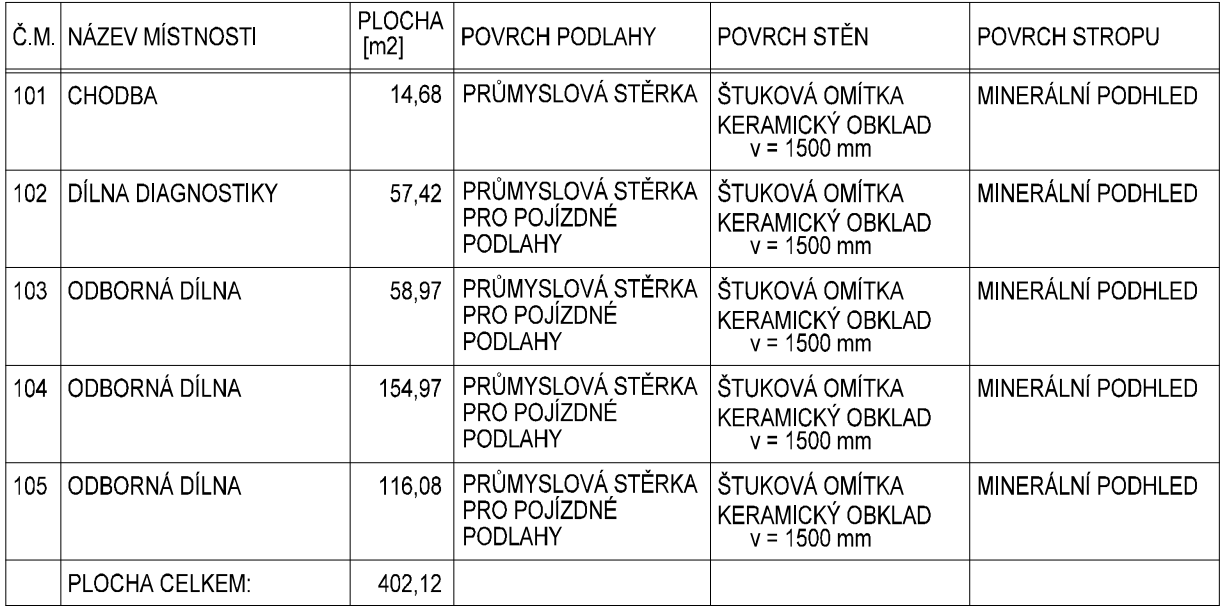 Č.M. NÁZEV MÍSTNOSTI PLOCHA [m2] POVRCH PODLAHY POVRCH STĚN POVRCH STROPU
101 CHODBA 14,68 PRŮMYSLOVÁ STĚRKA ŠTUKOVÁ OMÍTKA MINERÁLNÍ PODHLED
KERAMICKÝ OBKLAD
v = 1500 mm
102 DÍLNA DIAGNOSTIKY 57,42 PRŮMYSLOVÁ STĚRKA ŠTUKOVÁ OMÍTKA MINERÁLNÍ PODHLED
PRO POJÍZDNÉ KERAMICKÝ OBKLAD
PODLAHY v = 1500 mm
103 ODBORNÁ DÍLNA 58,97 PRŮMYSLOVÁ STĚRKA ŠTUKOVÁ OMÍTKA MINERÁLNÍ PODHLED
PRO POJÍZDNÉ KERAMICKÝ OBKLAD
PODLAHY v = 1500 mm
104 ODBORNÁ DÍLNA 154,97 PRŮMYSLOVÁ STĚRKA ŠTUKOVÁ OMÍTKA MINERÁLNÍ PODHLED
PRO POJÍZDNÉ KERAMICKÝ OBKLAD
PODLAHY v = 1500 mm
105 ODBORNÁ DÍLNA 116,08 PRŮMYSLOVÁ STĚRKA ŠTUKOVÁ OMÍTKA MINERÁLNÍ PODHLED
PRO POJÍZDNÉ KERAMICKÝ OBKLAD
PODLAHY v = 1500 mm
PLOCHA CELKEM: 402,12